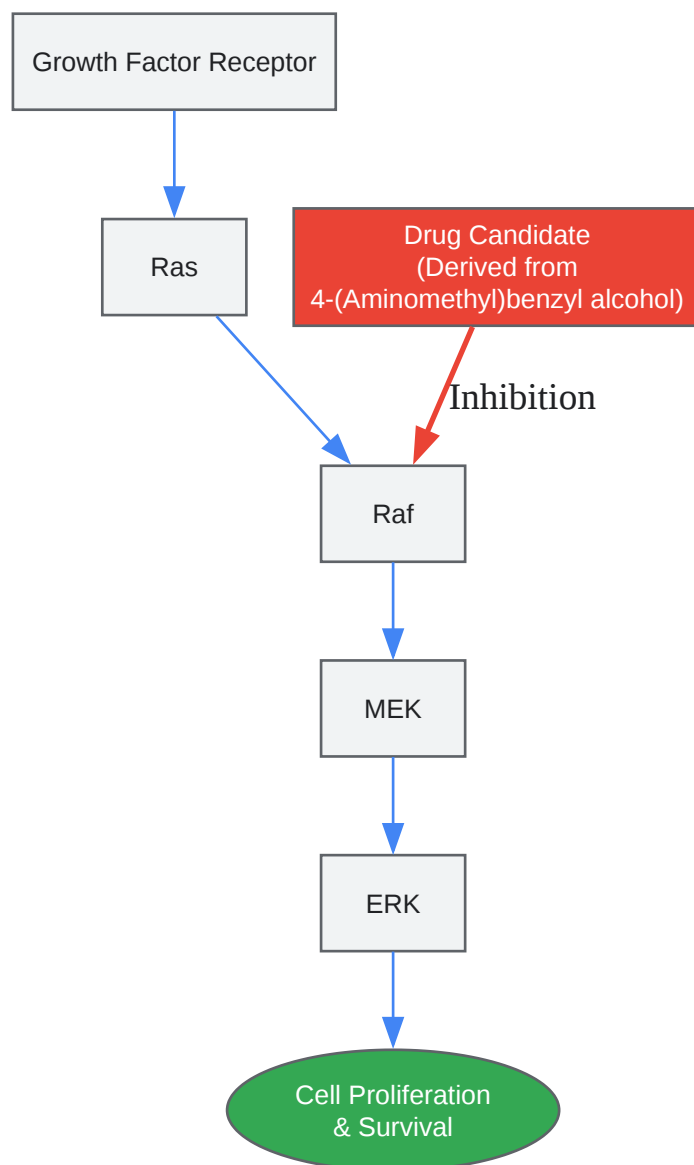 Growth Factor Receptor
Ras
Drug Candidate
(Derived from
4-(Aminomethyl)benzyl alcohol)
Inhibition
Raf
MEK
ERK
Cell Proliferation
& Survival